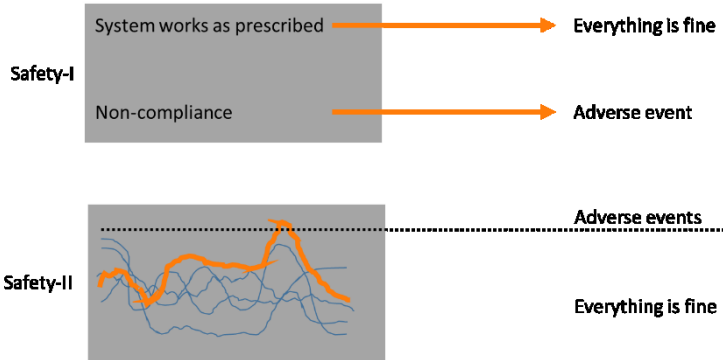 System works as prescribed
Everything is fine
Safety-I
Non-compliance
Adverse event
Adverse events
Safety-II
Everything is fine